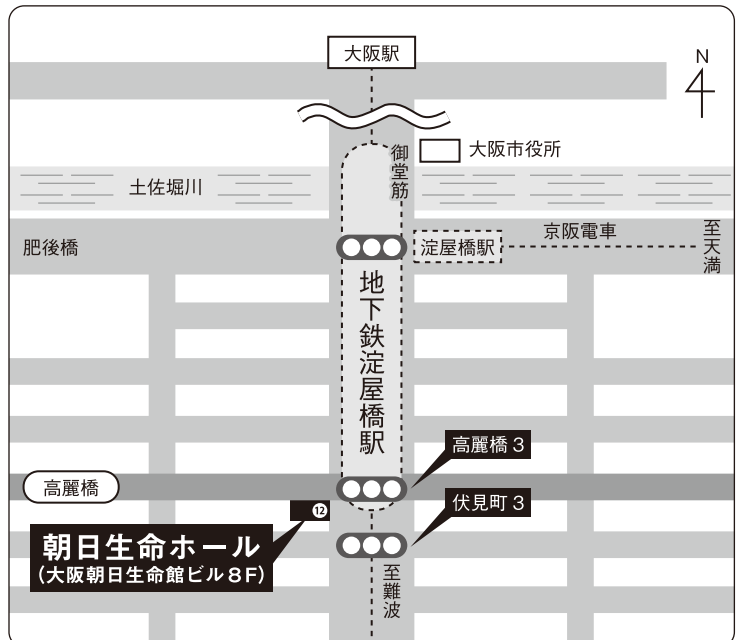 大阪駅
N
御堂筋
大阪市役所
土佐堀川
肥後橋
淀屋橋駅
京阪電車
至天満
地下鉄淀屋橋駅
高麗橋3
高麗橋
12
伏見町3
朝日生命ホール
(大阪朝日生命館ビル8F)
至難波